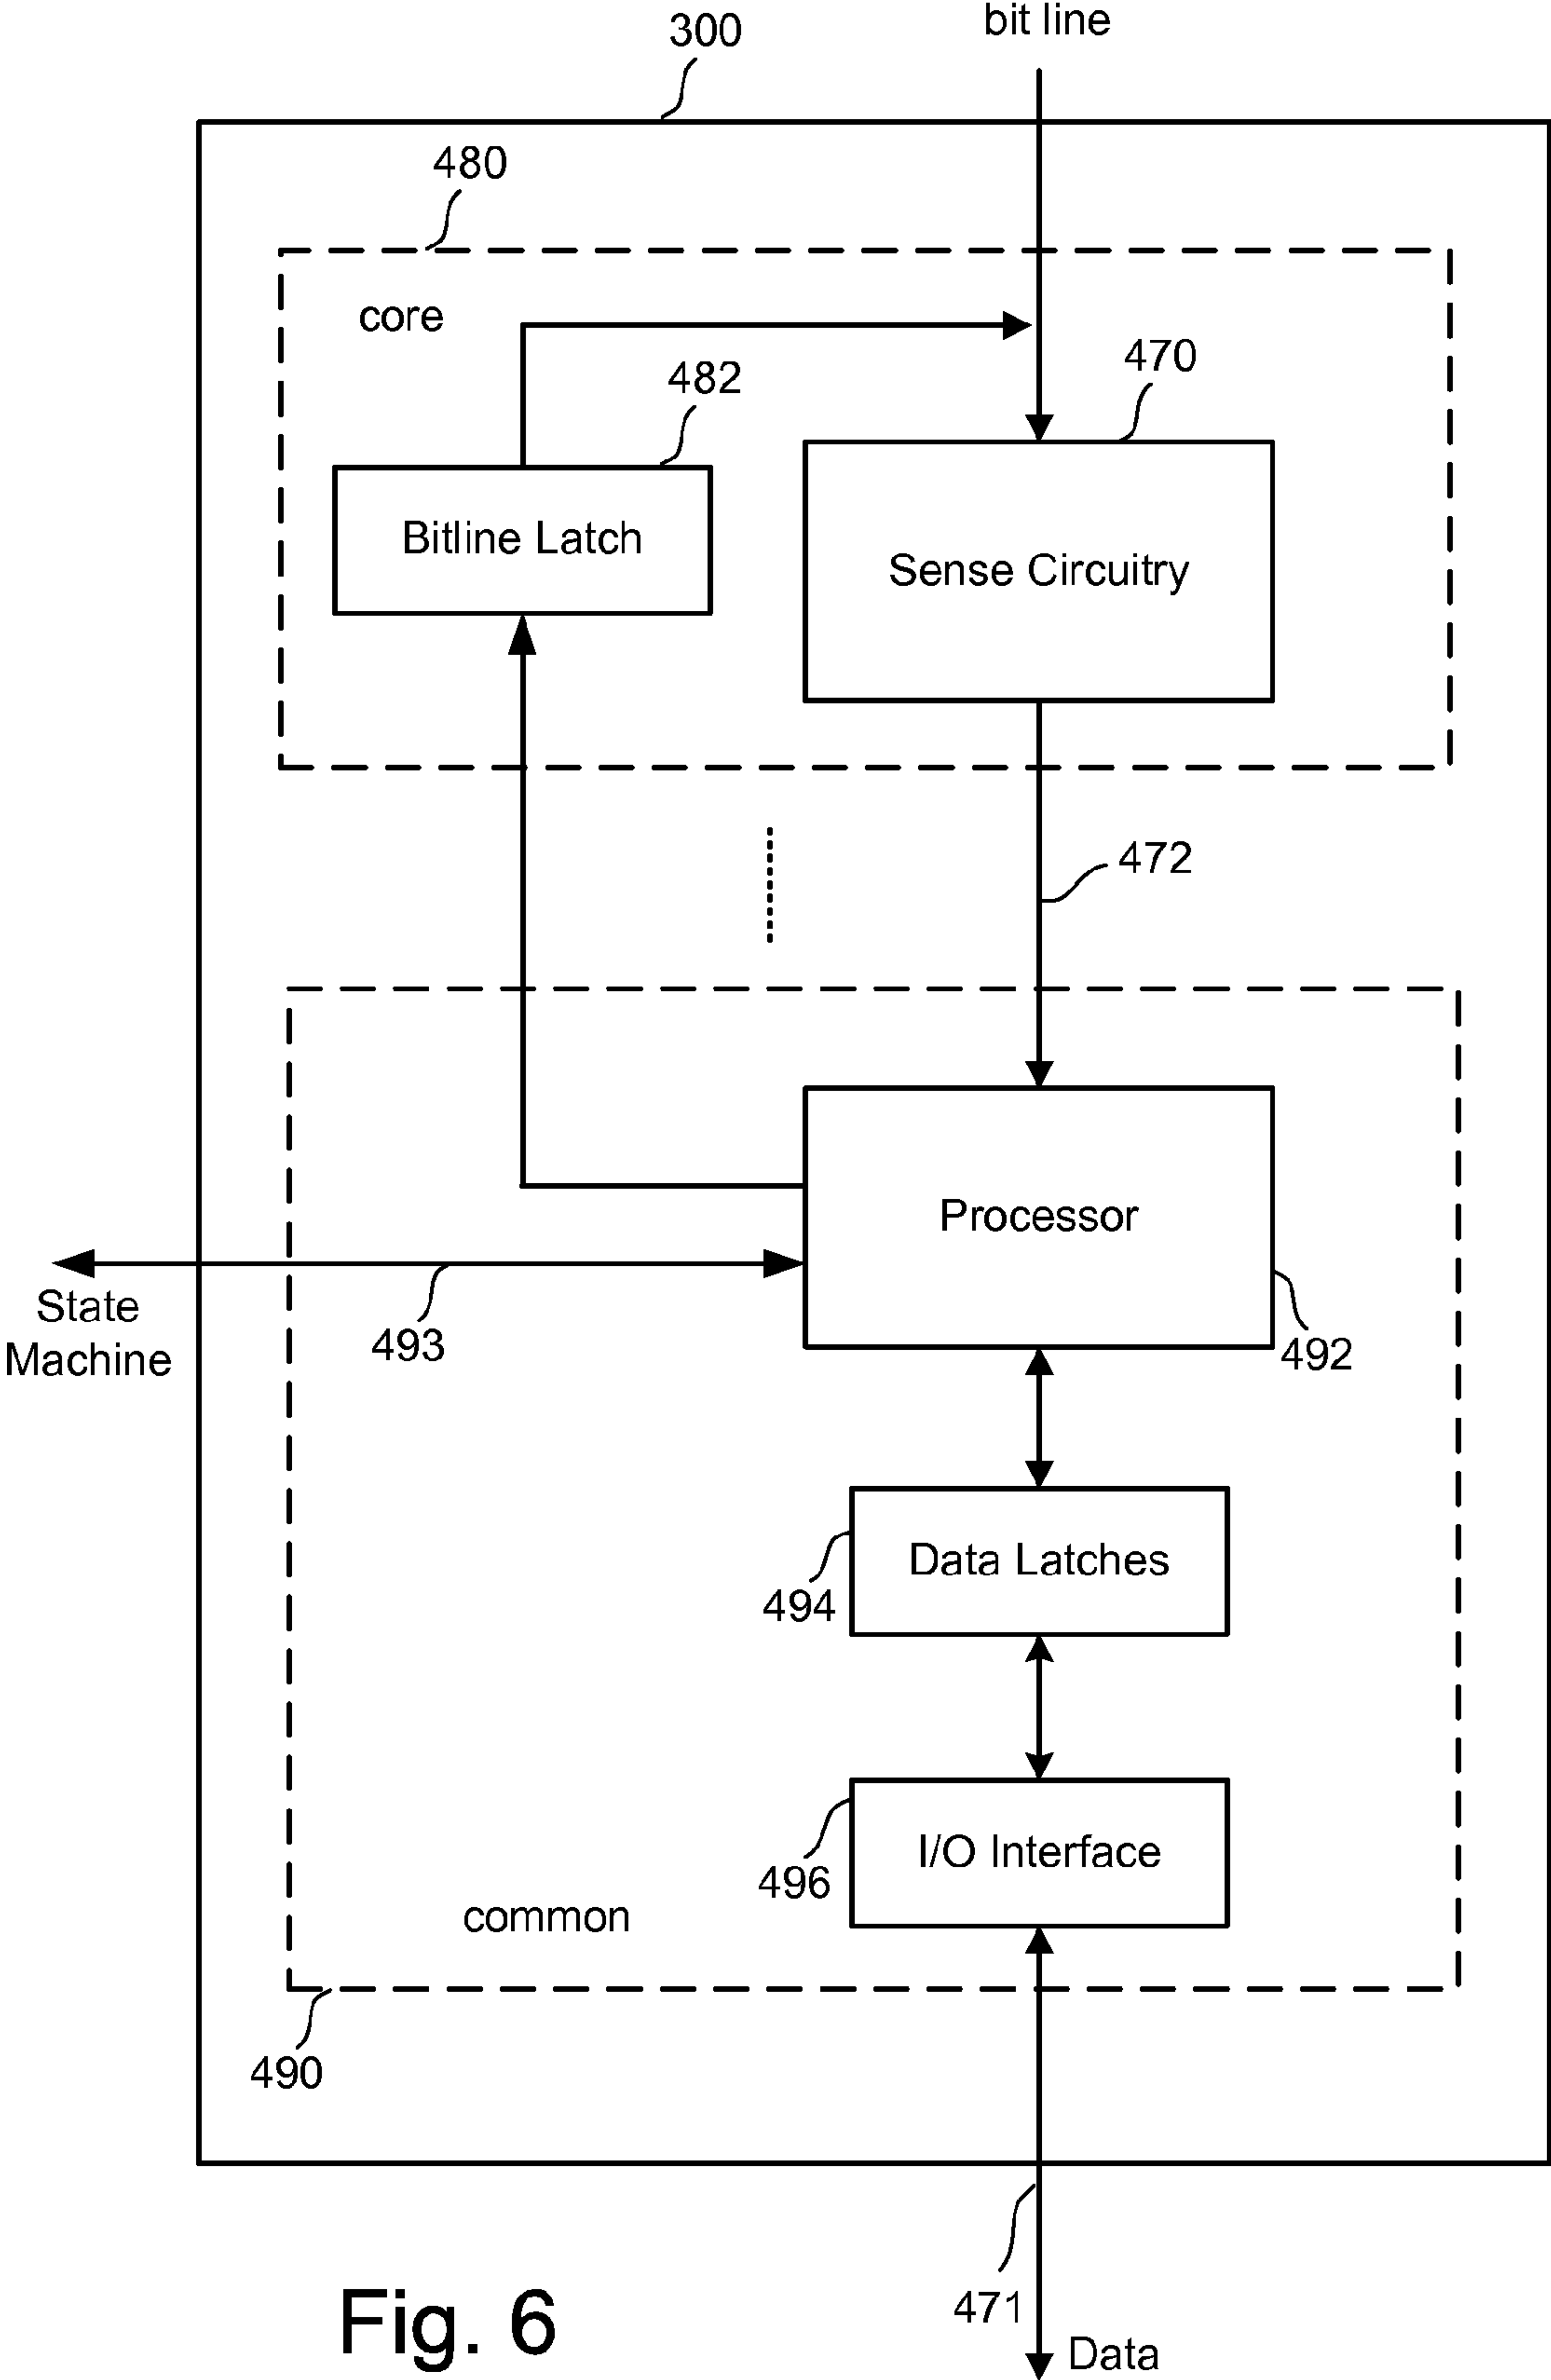 bit line
300
480
core
470
482
Bitline Latch
Sense Circuitry
472
Processor
State
Machine
493
492
Data Latches
494
I/O Interface
496
common
490
471
Data
Fig. 6